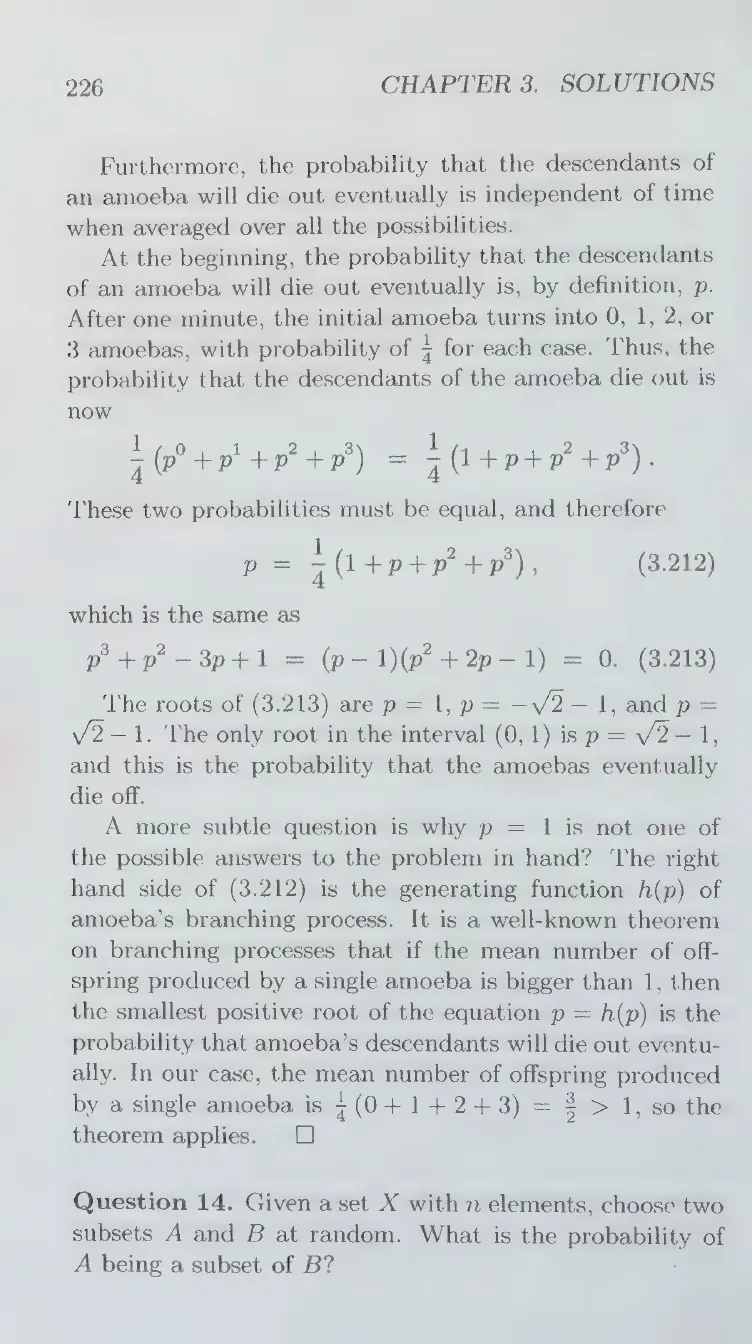 226 CHAPTER 3. SOLUTIONS
Furthermore, the probability that the descendants of
an amoeba will die out eventually is independent of time
when averaged over all the possibilities.
At the beginning, the probability that the descendants
of an amoeba will die out eventually is, by definition, p.
After one minute, the initial amoeba turns into 0, 1, 2, or
3 amoebas, with probability of 1/4 for each case. Thus, the
probability that the descendants of the amoeba die out is
now
1/4 (p⁰ + p¹ + p² + p³) = 1/4 (1 + p + p² + p³).
These two probabilities must be equal, and therefore
p = 1/4 (1 + p + p² + p³), (3.212)
which is the same as
p³ + p² − 3p + 1 = (p − 1)(p² + 2p − 1) = 0. (3.213)
The roots of (3.213) are p = 1, p = −√2 − 1, and p =
√2 − 1. The only root in the interval (0, 1) is p = √2 − 1,
and this is the probability that the amoebas eventually
die off.
A more subtle question is why p = 1 is not one of
the possible answers to the problem in hand? The right
hand side of (3.212) is the generating function h(p) of
amoeba's branching process. It is a well-known theorem
on branching processes that if the mean number of off-
spring produced by a single amoeba is bigger than 1, then
the smallest positive root of the equation p = h(p) is the
probability that amoeba's descendants will die out eventu-
ally. In our case, the mean number of offspring produced
by a single amoeba is 1/4 (0 + 1 + 2 + 3) = 3/2 > 1, so the
theorem applies. □
Question 14. Given a set X with n elements, choose two
subsets A and B at random. What is the probability of
A being a subset of B?